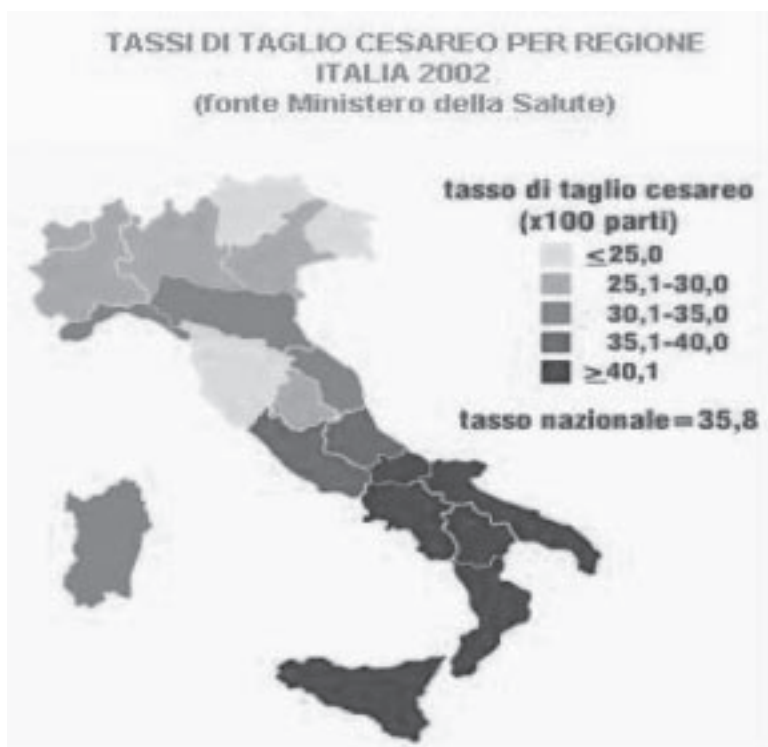 TASSI DI TAGLIO CESAREO PER REGIONE
ITALIA 2002
(fonte Ministero della Salute)
tasso di taglio cesareo
(x100 parti)
≤25,0
25,1-30,0
30,1-35,0
35,1-40,0
≥40,1
tasso nazionale=35,8